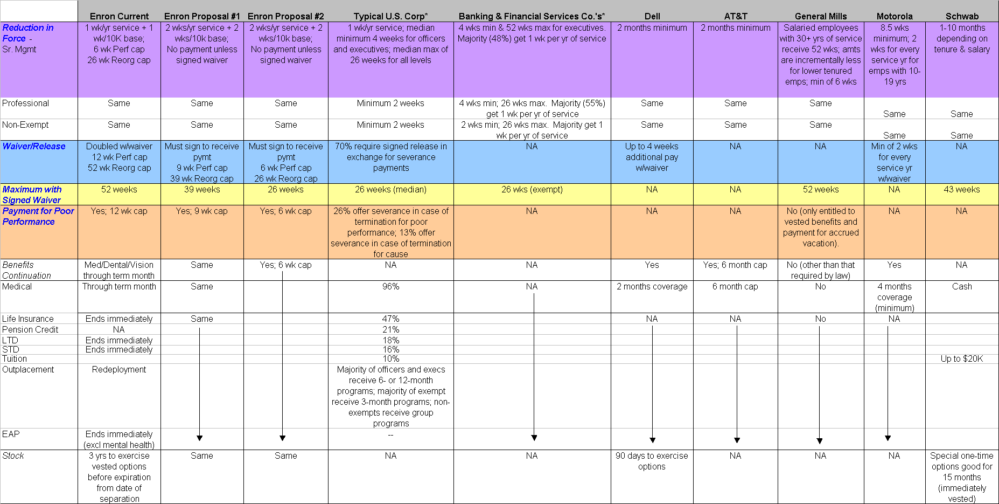 Enron Current
Enron Proposal #1
Enron Proposal #2
Typical U.S. Corp*
Banking & Financial Services Co.'s*
Dell
AT&T
General Mills
Motorola
Schwab
Reduction in
Force -
Sr. Mgmt
1 wk/yr service + 1
wk/10K base;
6 wk Perf cap
26 wk Reorg cap
2 wks/yr service + 2
wks/10k base;
No payment unless
signed waiver
2 wks/yr service + 2
wks/10k base;
No payment unless
signed waiver
1 wk/yr service; median
minimum 4 weeks for officers
and executives; median max of
26 weeks for all levels
4 wks min & 52 wks max for executives.
Majority (48%) get 1 wk per yr of service
2 months minimum
2 months minimum
Salaried employees
with 30+ yrs of service
receive 52 wks; amts
are incrementally less
for lower tenured
emps; min of 6 wks
8.5 wks
minimum; 2
wks for every
service yr for
emps with 10-
19 yrs
1-10 months
depending on
tenure & salary
Professional
Same
Same
Same
Minimum 2 weeks
4 wks min; 26 wks max.  Majority (55%)
get 1 wk per yr of service
Same
Same
Same
Same
Same
Non-Exempt
Same
Same
Same
Minimum 2 weeks
2 wks min; 26 wks max.  Majority get 1
wk per yr of service
Same
Same
Same
Same
Same
Waiver/Release
Doubled w/waiver
12 wk Perf cap
52 wk Reorg cap
Must sign to receive
pymt
9 wk Perf cap
39 wk Reorg cap
Must sign to receive
pymt
6 wk Perf cap
26 wk Reorg cap
70% require signed release in
exchange for severance
payments
NA
Up to 4 weeks
additional pay
w/waiver
NA
NA
Min of 2 wks
for every
service yr
w/waiver
NA
Maximum with
Signed Waiver
52 weeks
39 weeks
26 weeks
26 weeks (median)
26 wks (exempt)
NA
NA
52 weeks
NA
43 weeks
Payment for Poor
Performance
Yes; 12 wk cap
Yes; 9 wk cap
Yes; 6 wk cap
26% offer severance in case of
termination for poor
performance; 13% offer
severance in case of termination
for cause
NA
NA
NA
No (only entitled to
vested benefits and
payment for accrued
vacation).
NA
NA
Benefits
Continuation
Med/Dental/Vision
through term month
Same
Yes; 6 wk cap
NA
NA
Yes
Yes; 6 month cap
No (other than that
required by law)
Yes
NA
Medical
Through term month
Same
96%
NA
2 months coverage
6 month cap
No
4 months
coverage
(minimum)
Cash
Life Insurance
Ends immediately
Same
47%
NA
NA
No
NA
Pension Credit
NA
21%
LTD
Ends immediately
18%
STD
Ends immediately
16%
Tuition
10%
Up to $20K
Outplacement
Redeployment
Majority of officers and execs
receive 6- or 12-month
programs; majority of exempt
receive 3-month programs; non-
exempts receive group
programs
EAP
Ends immediately
(excl mental health)
--
Stock
3 yrs to exercise
vested options
before expiration
from date of
separation
Same
Same
NA
NA
90 days to exercise
options
NA
NA
NA
Special one-time
options good for
15 months
(immediately
vested)